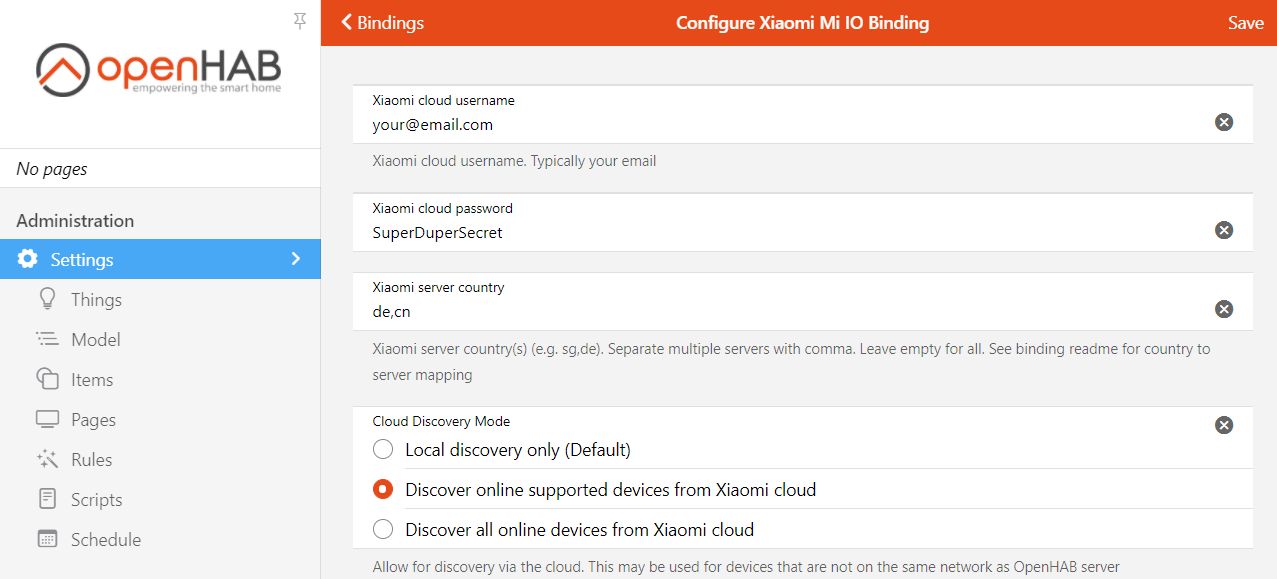 openHAB
empowering the smart home
No pages
Administration
Settings
Things
Model
Items
Pages
Rules
Scripts
Schedule
Bindings
Configure Xiaomi Mi IO Binding
Save
Xiaomi cloud username
your@email.com
Xiaomi cloud username. Typically your email
Xiaomi cloud password
SuperDuperSecret
Xiaomi server country
de,cn
Xiaomi server country(s) (e.g. sg,de). Separate multiple servers with comma. Leave empty for all. See binding readme for country to
server mapping
Cloud Discovery Mode
Local discovery only (Default)
Discover online supported devices from Xiaomi cloud
Discover all online devices from Xiaomi cloud
Allow for discovery via the cloud. This may be used for devices that are not on the same network as OpenHAB server